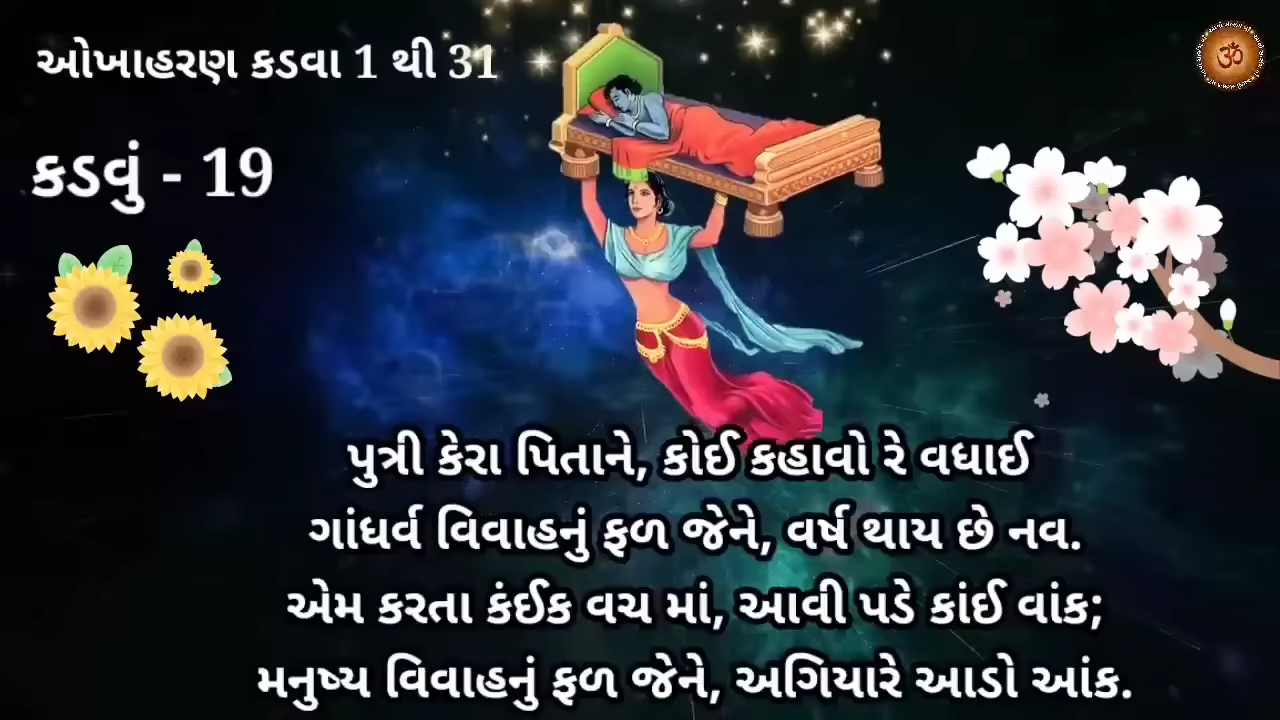 ઓખાહરણ કડવા 1 થી 31
કડવું - 19
ૐ
પુત્રી કેરા પિતાને, કોઈ કહાવો રે વધાઈ
ગાંધર્વ વિવાહનું ફળ જેને, વર્ષ થાય છે નવ.
એમ કરતા કંઈક વચ માં, આવી પડે કાંઈ વાંક;
મનુષ્ય વિવાહનું ફળ જેને, અગિયારે આડો આંક.